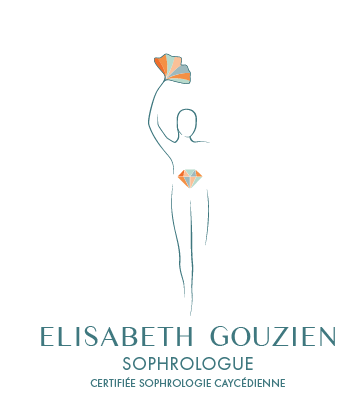 ELISABETH GOUZIEN
SOPHROLOGUE
CERTIFIÉE SOPHROLOGIE CAYCÉDIENNE